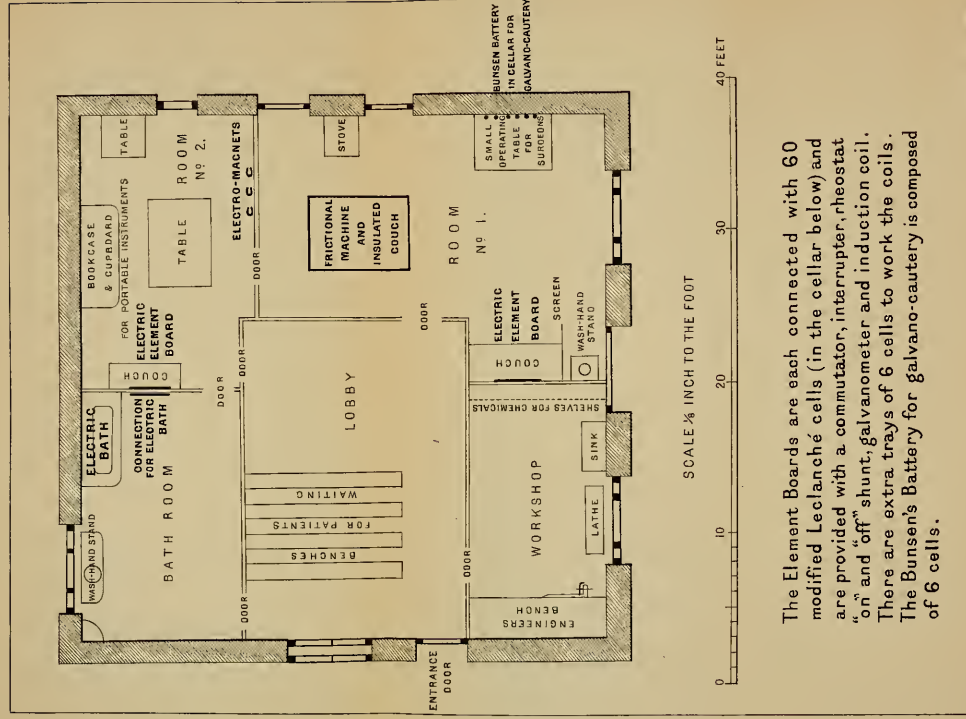 BUNSEN BATTERY
IN CELLAR FOR
GALVANO-CAUTERY
TABLE
ROOM
Nº 2.
BOOKCASE
& CUPBOARD
FOR PORTABLE INSTRUMENTS
TABLE
ELECTRO-MAGNETS
STOVE
SMALL
OPERATING
TABLE
FOR
SURGEONS
FRICTIONAL
MACHINE
AND
INSULATED
COUCH
ROOM
Nº 1.
DOOR
ELECTRIC
ELEMENT
BOARD
COUCH
DOOR
DOOR
DOOR
ELECTRIC
ELEMENT
BOARD
SCREEN
COUCH
WASH-HAND
STAND
ELECTRIC
BATH
CONNECTION
FOR ELECTRIC
BATH
LOBBY
SHELVES FOR CHEMICALS
WASH-HAND STAND
BATH ROOM
WAITING
FOR PATIENTS
BENCHES
WORKSHOP
SINK
LATHE
DOOR
DOOR
ENGINEERS
BENCH
ENTRANCE
DOOR
SCALE ⅛ INCH TO THE FOOT
0
10
20
30
40 FEET
The Element Boards are each connected with 60
modified Leclanché cells (in the cellar below) and
are provided with a commutator, interrupter, rheostat
"on" and "off" shunt, galvanometer and induction coil.
There are extra trays of 6 cells to work the coils.
The Bunsen's Battery for galvano-cautery is composed
of 6 cells.